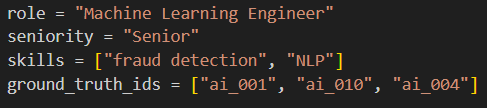 role = "Machine Learning Engineer"
seniority = "Senior"
skills = ["fraud detection", "NLP"]
ground_truth_ids = ["ai_001", "ai_010", "ai_004"]